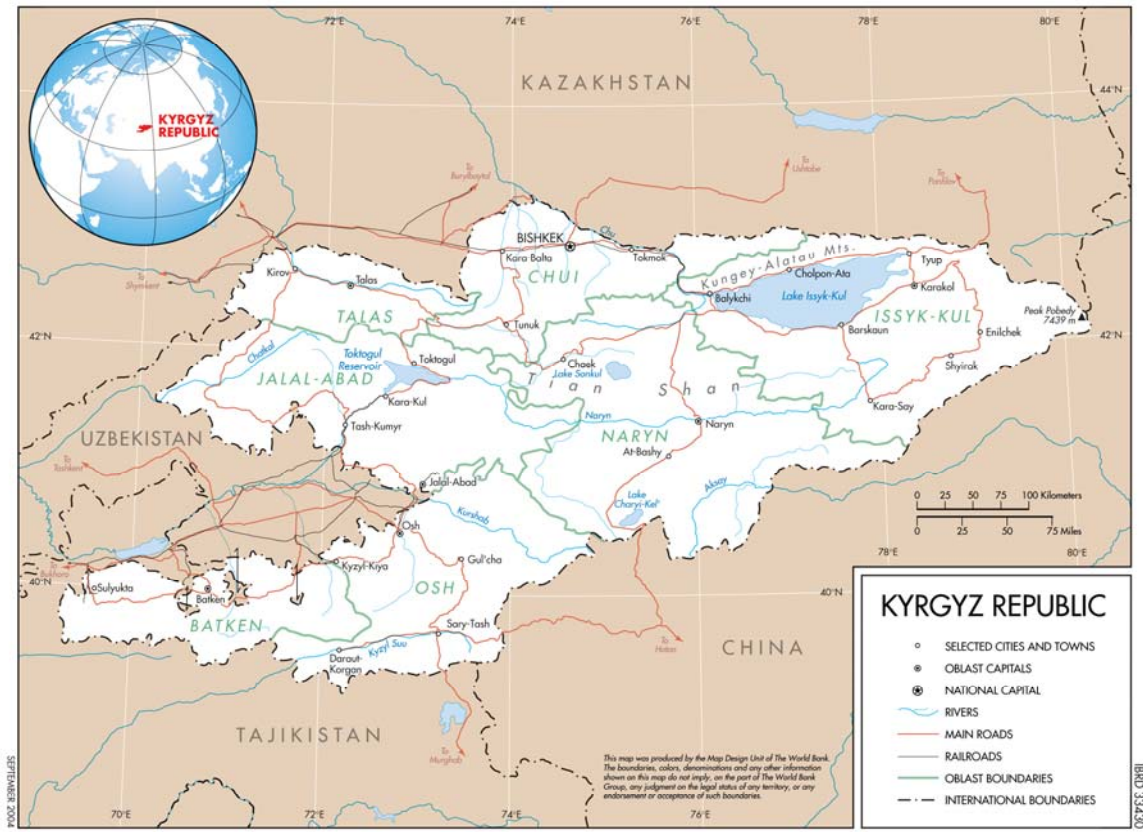 72°E
74°E
76°E
78°E
80°E
KAZAKHSTAN
44°N
KYRGYZ
REPUBLIC
To
Burylbaytal
To
Ushtobe
To
Panfilov
To
Shymkent
BISHKEK
Chu
Kara-Balta
Tokmok
CHUI
Kungey-Alatau Mts.
Tyup
Cholpon-Ata
Kirov
Talas
Balykchi
Lake Issyk-Kul
Karakol
TALAS
ISSYK-KUL
Peak Pobedy
7439 m
Tunuk
Barskaun
Enilchek
42°N
42°N
Chatkal
Toktogul
Reservoir
Toktogul
Chaek
Lake Sonkul
Shyirak
JALAL-ABAD
Tien Shan
Kara-Kul
Kara-Say
Naryn
Naryn
Tash-Kumyr
UZBEKISTAN
NARYN
At-Bashy
To
Tashkent
Jalal-Abad
Aksay
Lake
Charyi-Kel'
Kurshab
0 25 50 75 100 Kilometers
0 25 50 75 Miles
Osh
78°E
80°E
Gul'cha
Kyzyl-Kiya
To
Bukhoro
40°N
40°N
Sulyukta
Batken
OSH
BATKEN
Sary-Tash
Kyzyl Suu
Daraut-
Korgan
To
Hotan
CHINA
TAJIKISTAN
To
Murghab
70°E
72°E
74°E
76°E
This map was produced by the Map Design Unit of The World Bank.
The boundaries, colors, denominations and any other information
shown on this map do not imply, on the part of The World Bank
Group, any judgment on the legal status of any territory, or any
endorsement or acceptance of such boundaries.
KYRGYZ REPUBLIC
SELECTED CITIES AND TOWNS
OBLAST CAPITALS
NATIONAL CAPITAL
RIVERS
MAIN ROADS
RAILROADS
OBLAST BOUNDARIES
INTERNATIONAL BOUNDARIES
SEPTEMBER 2004
IBRD 33430